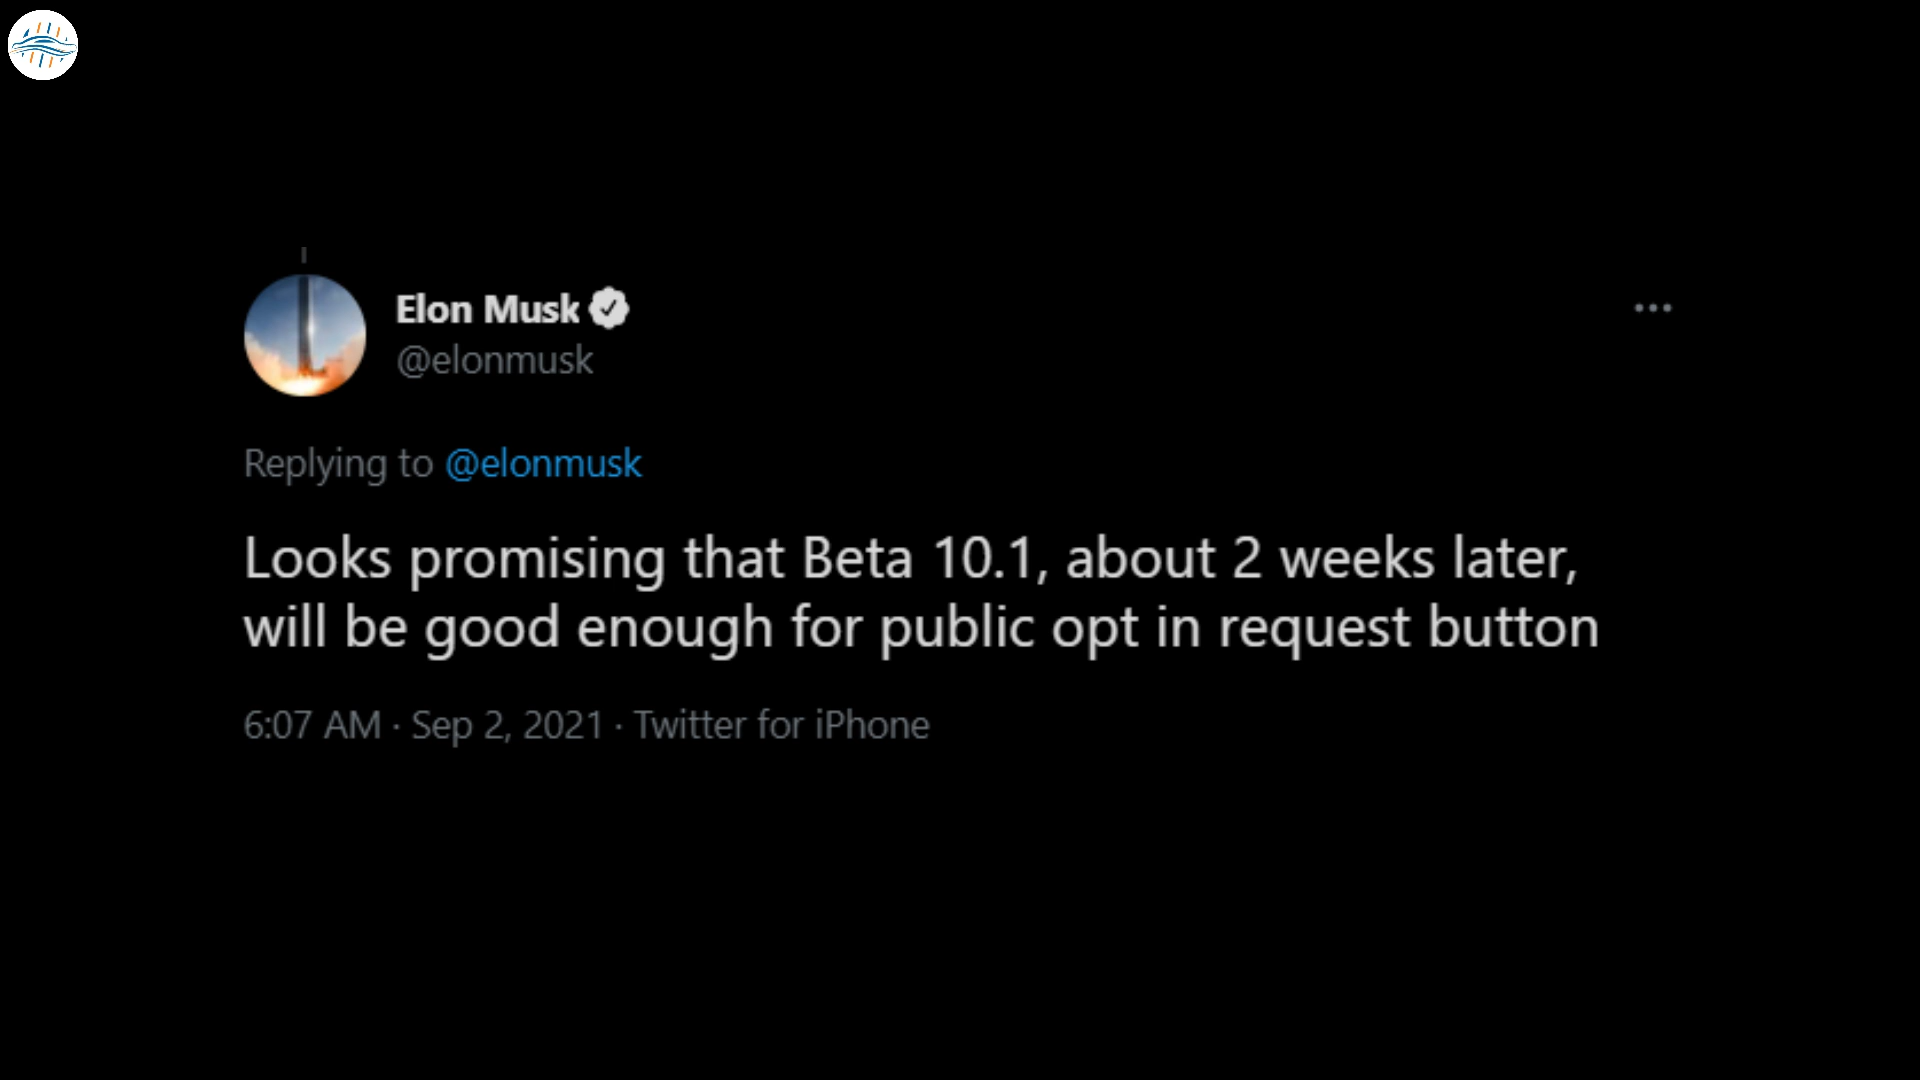 Elon Musk
@elonmusk
Replying to @elonmusk
Looks promising that Beta 10.1, about 2 weeks later,
will be good enough for public opt in request button
6:07 AM · Sep 2, 2021 · Twitter for iPhone